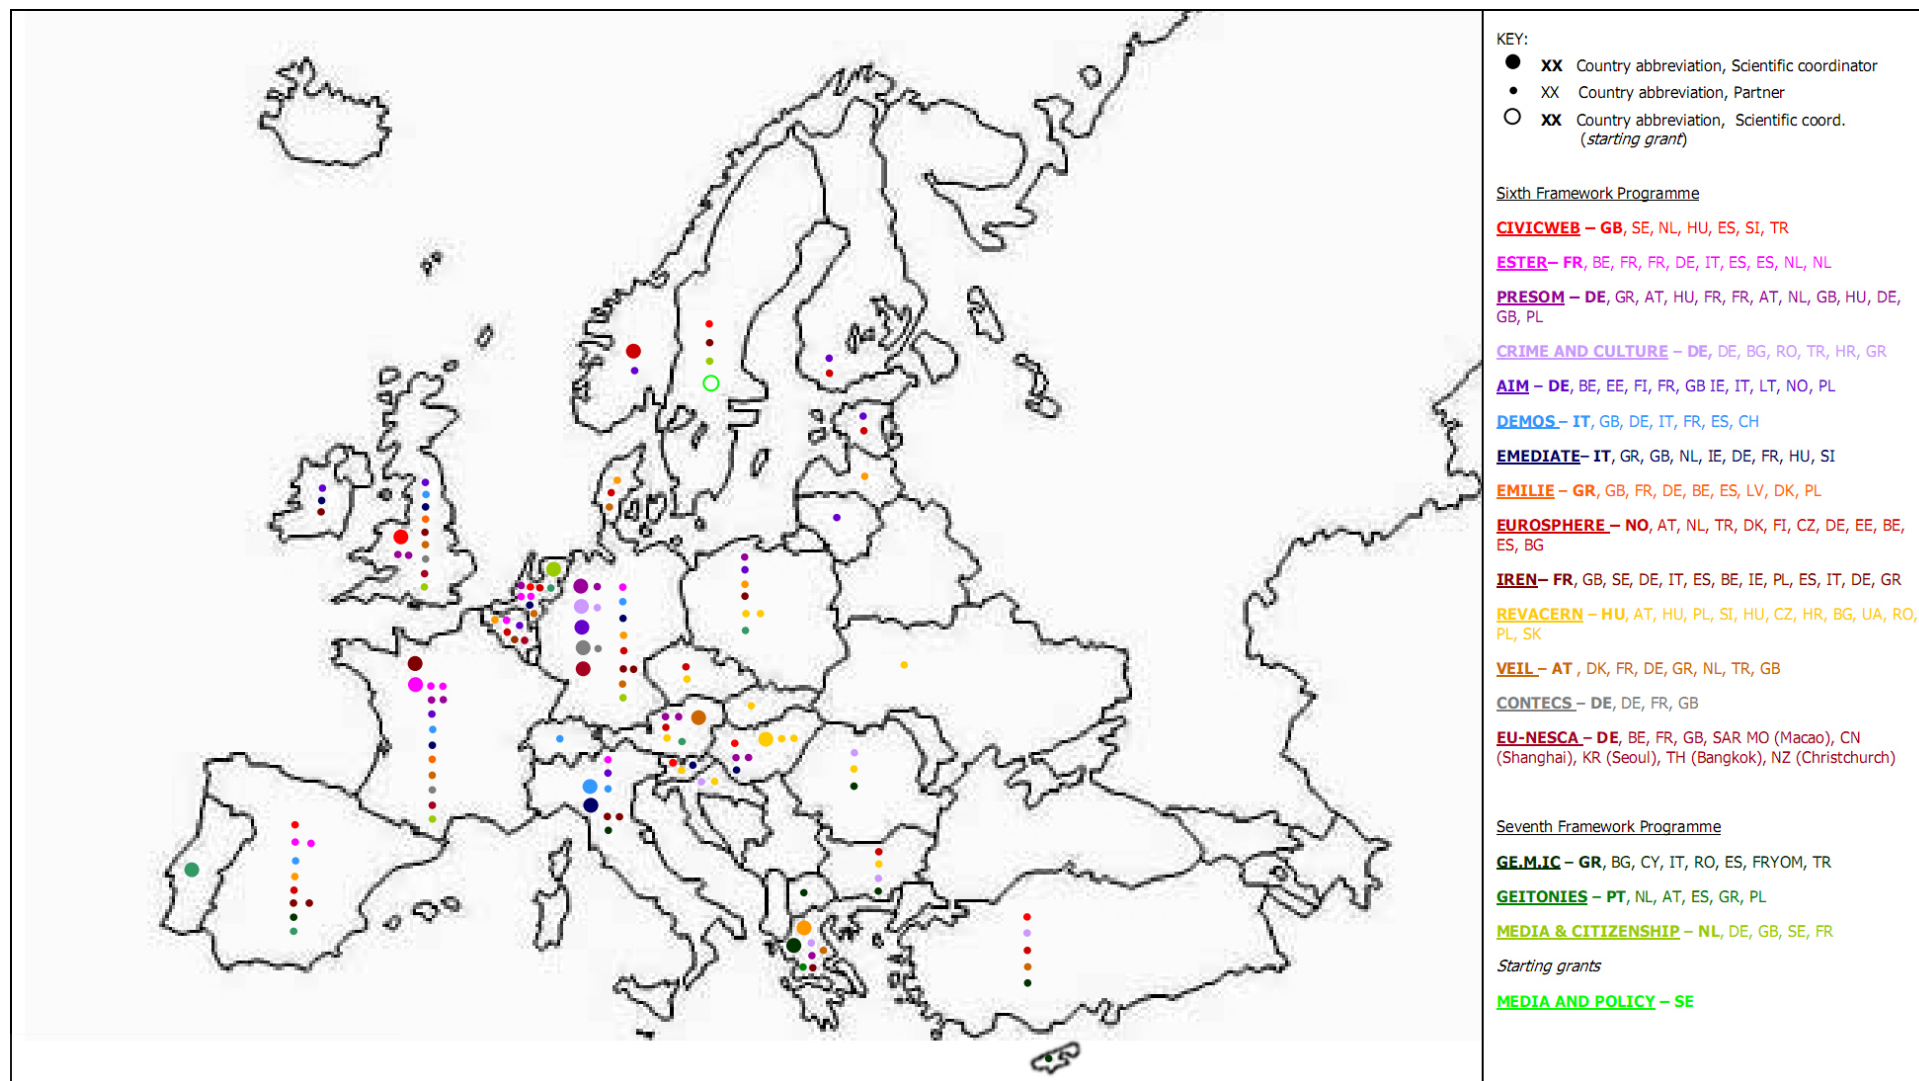 KEY:
XX Country abbreviation, Scientific coordinator
XX Country abbreviation, Partner
XX Country abbreviation, Scientific coord.
(starting grant)
Sixth Framework Programme
CIVICWEB – GB, SE, NL, HU, ES, SI, TR
ESTER– FR, BE, FR, FR, DE, IT, ES, ES, NL, NL
PRESOM – DE, GR, AT, HU, FR, FR, AT, NL, GB, HU, DE,
GB, PL
CRIME AND CULTURE – DE, DE, BG, RO, TR, HR, GR
AIM – DE, BE, EE, FI, FR, GB IE, IT, LT, NO, PL
DEMOS – IT, GB, DE, IT, FR, ES, CH
EMEDIATE– IT, GR, GB, NL, IE, DE, FR, HU, SI
EMILIE – GR, GB, FR, DE, BE, ES, LV, DK, PL
EUROSPHERE – NO, AT, NL, TR, DK, FI, CZ, DE, EE, BE,
ES, BG
IREN– FR, GB, SE, DE, IT, ES, BE, IE, PL, ES, IT, DE, GR
REVACERN – HU, AT, HU, PL, SI, HU, CZ, HR, BG, UA, RO,
PL, SK
VEIL – AT , DK, FR, DE, GR, NL, TR, GB
CONTECS – DE, DE, FR, GB
EU-NESCA – DE, BE, FR, GB, SAR MO (Macao), CN
(Shanghai), KR (Seoul), TH (Bangkok), NZ (Christchurch)
Seventh Framework Programme
GE.M.IC – GR, BG, CY, IT, RO, ES, FRYOM, TR
GEITONIES – PT, NL, AT, ES, GR, PL
MEDIA & CITIZENSHIP – NL, DE, GB, SE, FR
Starting grants
MEDIA AND POLICY – SE